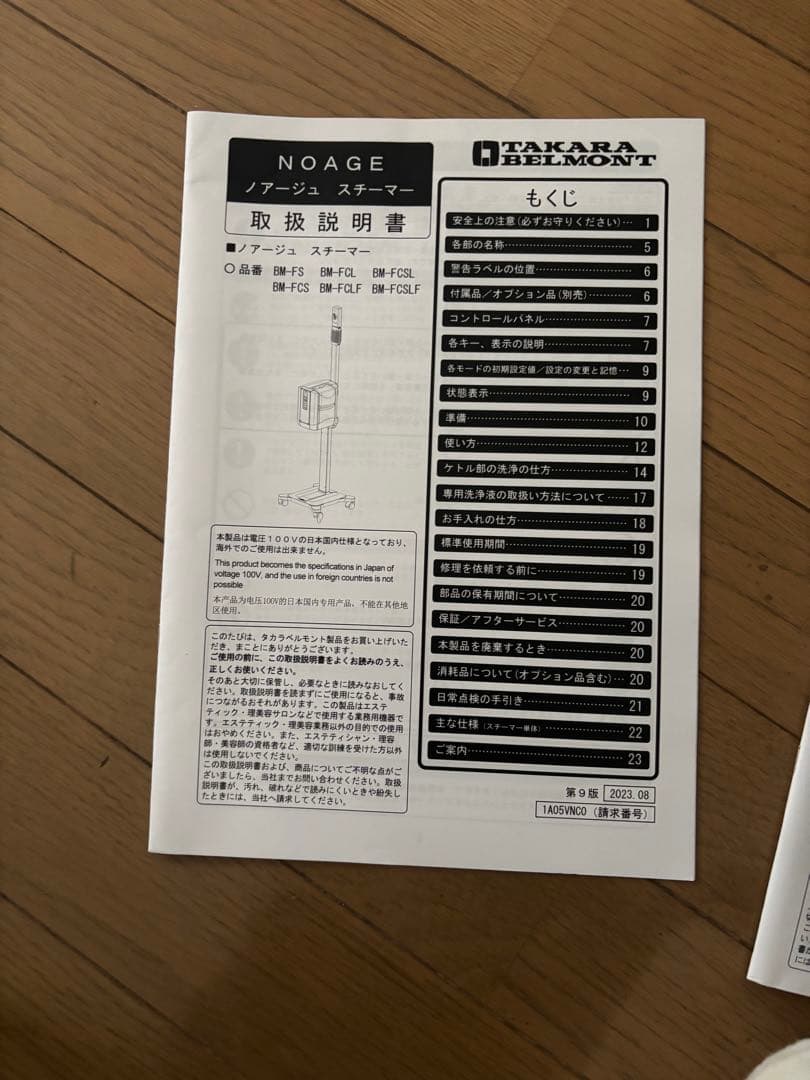 NOAGE
ノアージュ スチーマー
取扱説明書
■ノアージュ スチーマー
○品番 BM-FS BM-FCL BM-FCSL
BM-FCS BM-FCLF BM-FCSLF
本製品は電圧100Vの日本国内仕様となっており、
海外でのご使用は出来ません。
This product becomes the specifications in Japan of
voltage 100V, and the use in foreign countries is not
possible
本产品为电压100V的日本国内专用产品、不能在其他地
区使用。
このたびは、タカラベルモント製品をお買い上げいた
だき、まことにありがとうございます。
ご使用の前に、この取扱説明書をよくお読みのうえ、
正しくお使いください。
そのあと大切に保管し、必要なときに読みなおしてく
ださい。取扱説明書を読まずにご使用になると、事故
につながるおそれがあります。この製品はエステ
ティック・理美容サロンなどで使用する業務用機器で
す。エステティック・理美容業務以外の目的での使用
はおやめください。また、エステティシャン・理容
師・美容師の資格者など、適切な訓練を受けた方以外
は使用しないでください。
この取扱説明書および、商品についてご不明な点がご
ざいましたら、当社までお問い合わせください。取扱
説明書が、汚れ、破れなどで読みにくいときや紛失し
たときには、当社へ請求してください。
TAKARA
BELMONT
もくじ
安全上の注意(必ずお守りください)… 1
各部の名称…………………………… 5
警告ラベルの位置…………………… 6
付属品/オプション品(別売)………… 6
コントロールパネル………………… 7
各キー、表示の説明………………… 7
各モードの初期設定値/設定の変更と記憶… 9
状態表示……………………………… 9
準備…………………………………… 10
使い方………………………………… 12
ケトル部の洗浄の仕方……………… 14
専用洗浄液の取扱い方法について…… 17
お手入れの仕方……………………… 18
標準使用期間………………………… 19
修理を依頼する前に………………… 19
部品の保有期間について…………… 20
保証/アフターサービス…………… 20
本製品を廃棄するとき……………… 20
消耗品について(オプション品含む)… 20
日常点検の手引き…………………… 21
主な仕様(スチーマー単体)………… 22
ご案内………………………………… 23
第9版 2023.08
1A05VNC0 (請求番号)